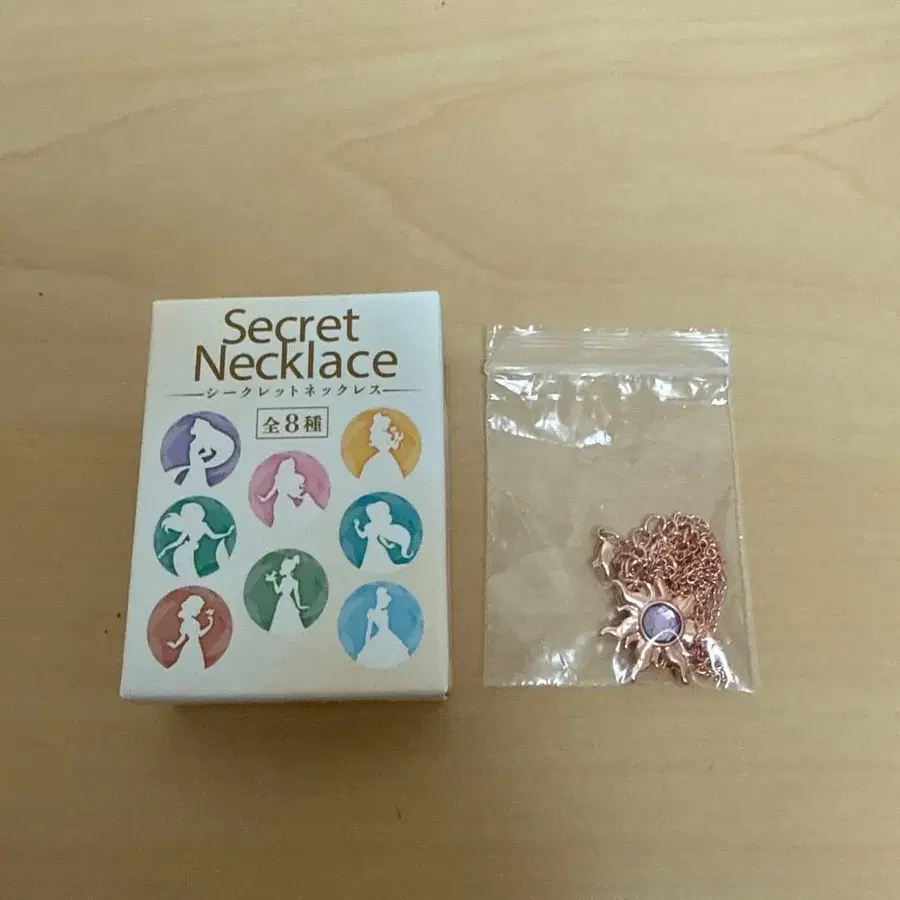 Secret
Necklace
シークレットネックレス
全8種